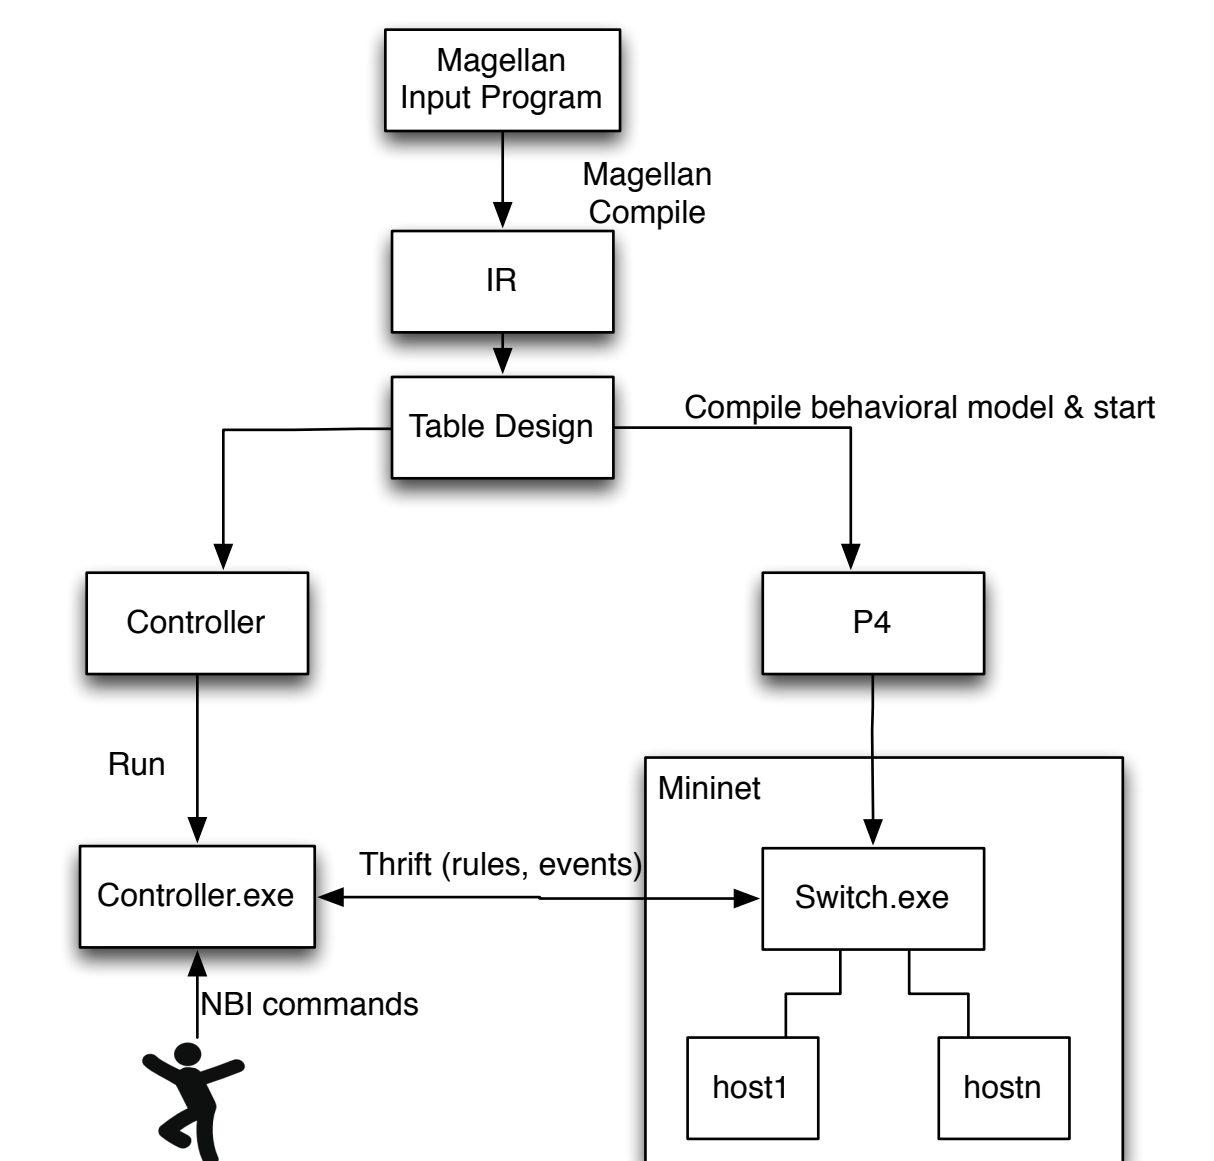 Magellan
Input Program
Magellan
Compile
IR
Table Design
Compile behavioral model & start
Controller
P4
Run
Mininet
Thrift (rules, events)
Controller.exe
Switch.exe
NBI commands
host1
hostn